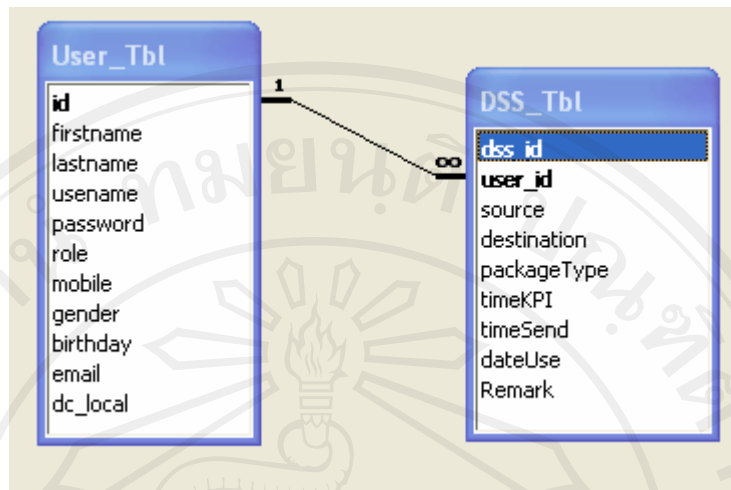 User_Tbl
id
firstname
lastname
usename
password
role
mobile
gender
birthday
email
dc_local
1
∞
DSS_Tbl
dss_id
user_id
source
destination
packageType
timeKPI
timeSend
dateUse
Remark